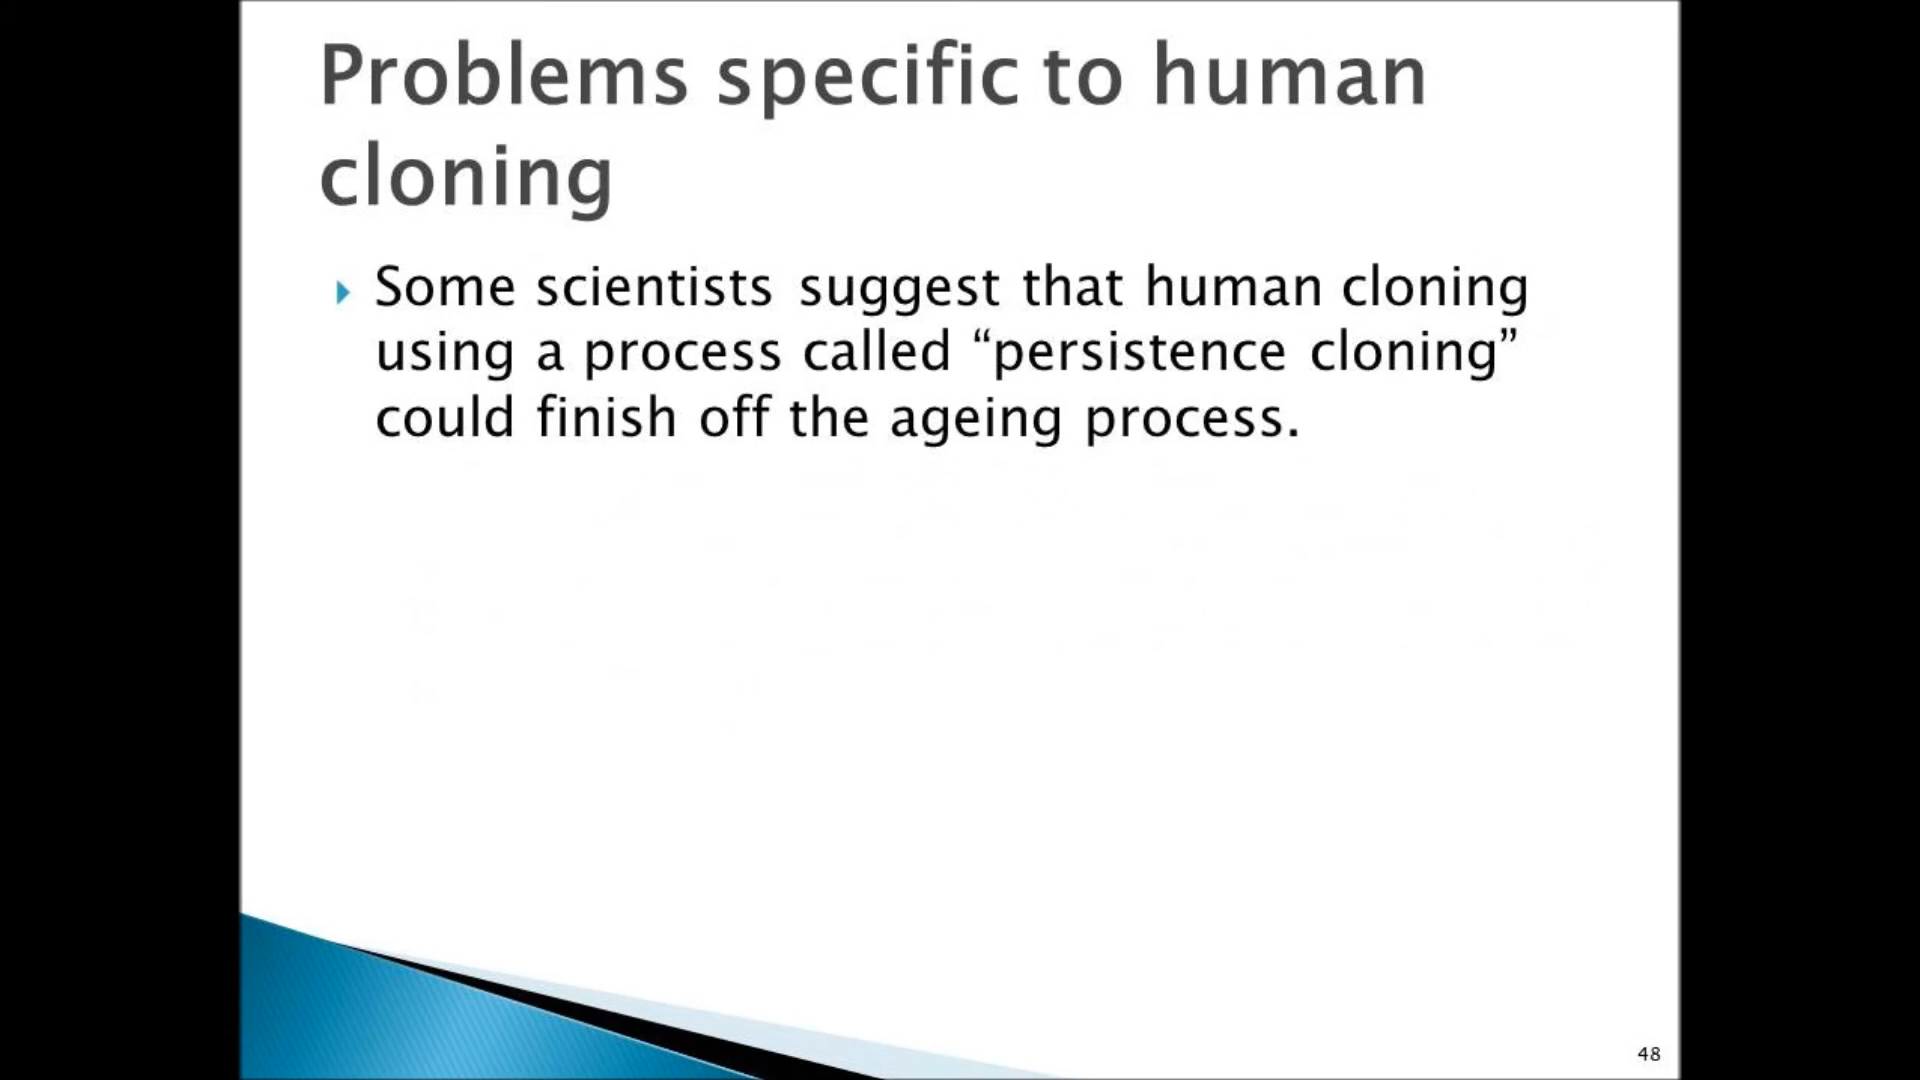 Problems specific to human
cloning
Some scientists suggest that human cloning
using a process called “persistence cloning”
could finish off the ageing process.
48